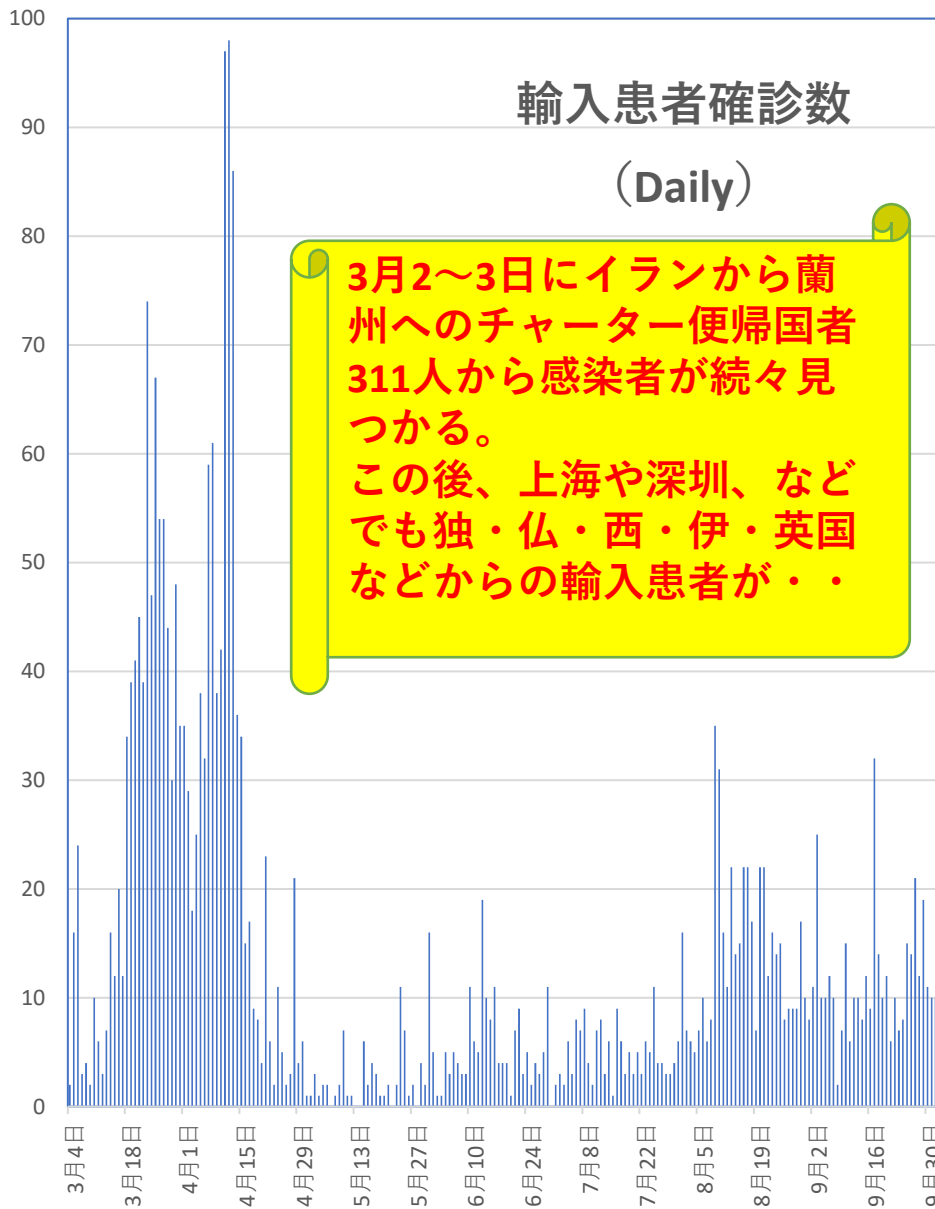 輸入患者確診数
（Daily）
3月2～3日にイランから蘭
州へのチャーター便帰国者
311人から感染者が続々見
つかる。
この後、上海や深圳、など
でも独・仏・西・伊・英国
などからの輸入患者が・・
100
90
80
70
60
50
40
30
20
10
0
3月4日
3月18日
4月1日
4月15日
4月29日
5月13日
5月27日
6月10日
6月24日
7月8日
7月22日
8月5日
8月19日
9月2日
9月16日
9月30日